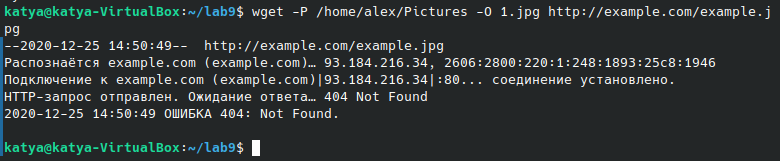 katya@katya-VirtualBox:~/lab9$ wget -P /home/alex/Pictures -O 1.jpg http://example.com/example.j
pg
--2020-12-25 14:50:49--  http://example.com/example.jpg
Распознаётся example.com (example.com)… 93.184.216.34, 2606:2800:220:1:248:1893:25c8:1946
Подключение к example.com (example.com)|93.184.216.34|:80... соединение установлено.
HTTP-запрос отправлен. Ожидание ответа… 404 Not Found
2020-12-25 14:50:49 ОШИБКА 404: Not Found.
katya@katya-VirtualBox:~/lab9$